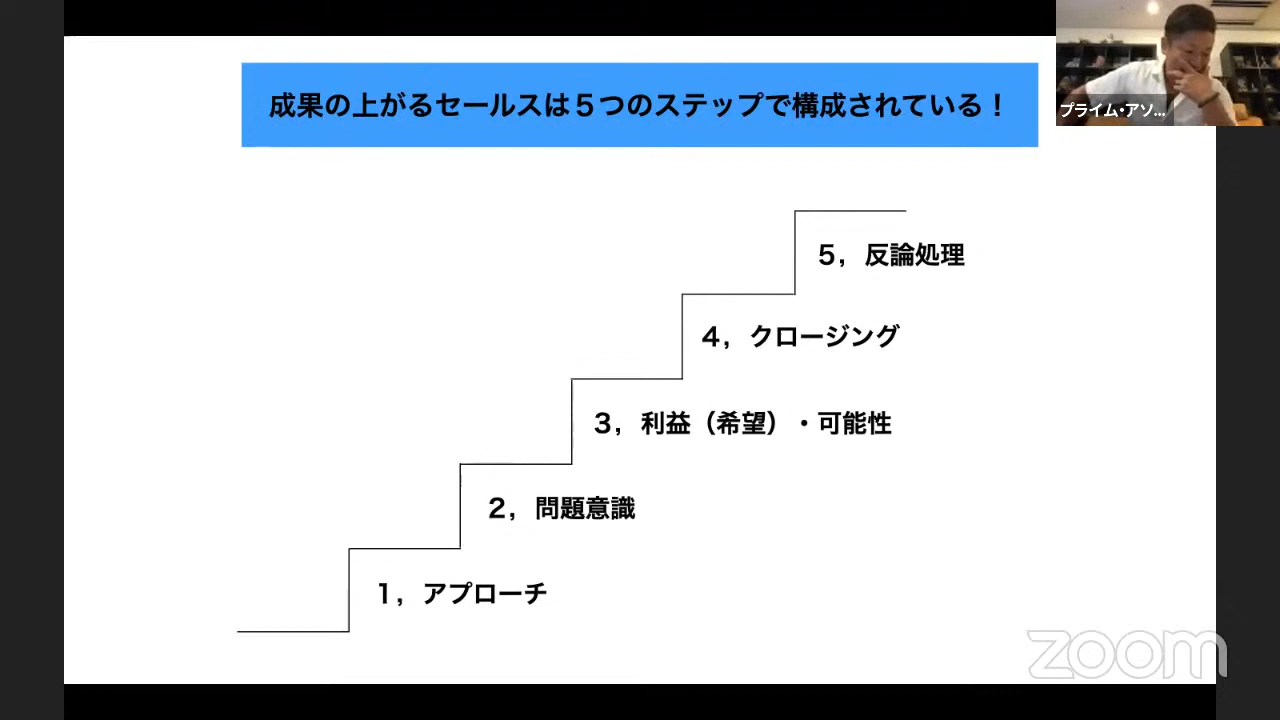 成果の上がるセールスは５つのステップで構成されている！
プライム・アソ...
５，反論処理
４，クロージング
３，利益（希望）・可能性
２，問題意識
１，アプローチ
zoom